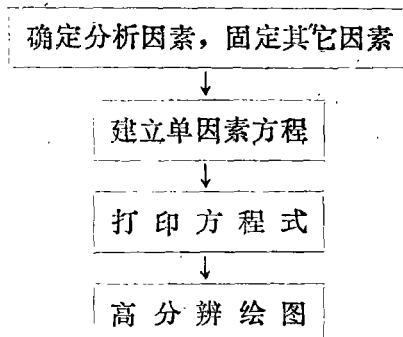 确定分析因素，固定其它因素
建立单因素方程
打印方程式
高分辨绘图